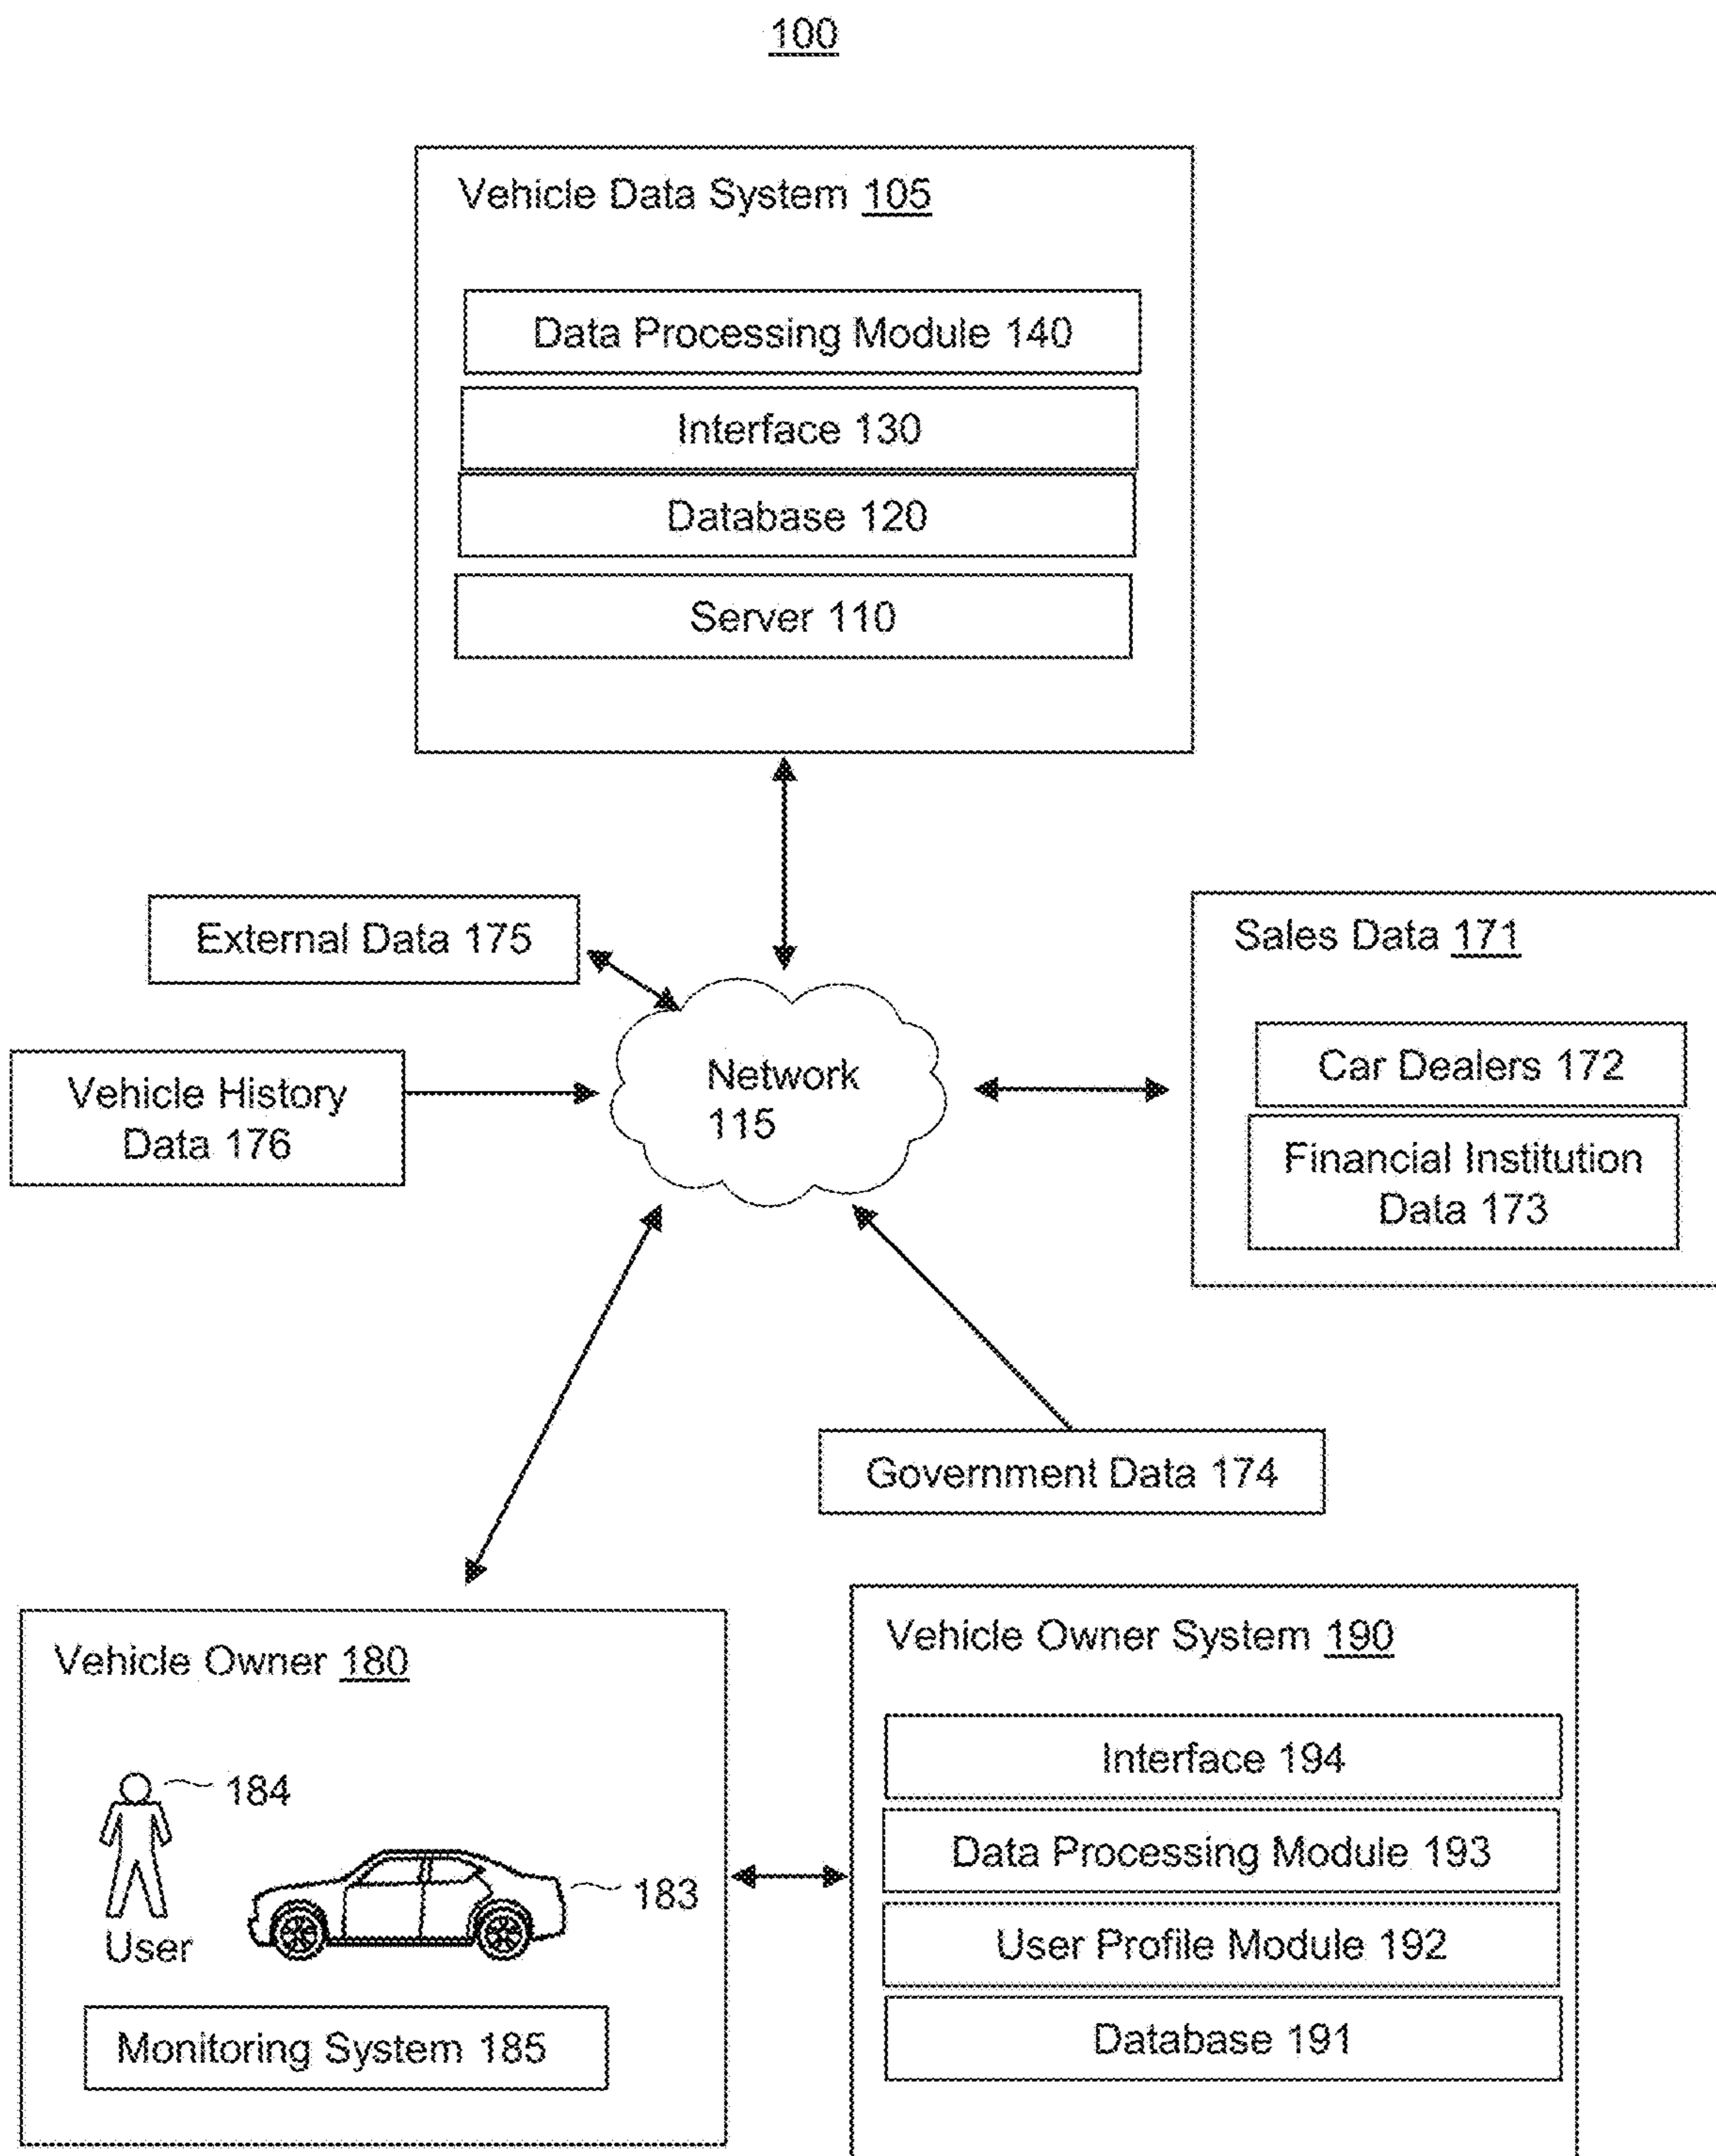 100
Vehicle Data System 105
Data Processing Module 140
Interface 130
Database 120
Server 110
External Data 175
Sales Data 171
Vehicle History
Data 176
Network
115
Car Dealers 172
Financial Institution
Data 173
Government Data 174
Vehicle Owner 180
184
183
User
Monitoring System 185
Vehicle Owner System 190
Interface 194
Data Processing Module 193
User Profile Module 192
Database 191